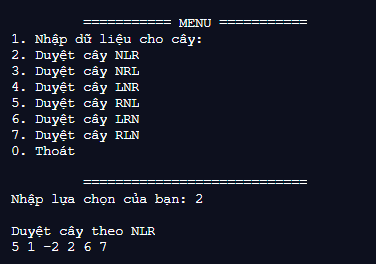 =========== MENU ===========
1. Nhập dữ liệu cho cây:
2. Duyệt cây NLR
3. Duyệt cây NRL
4. Duyệt cây LNR
5. Duyệt cây RNL
6. Duyệt cây LRN
7. Duyệt cây RLN
0. Thoát
============================
Nhập lựa chọn của bạn: 2
Duyệt cây theo NLR
5 1 -2 2 6 7